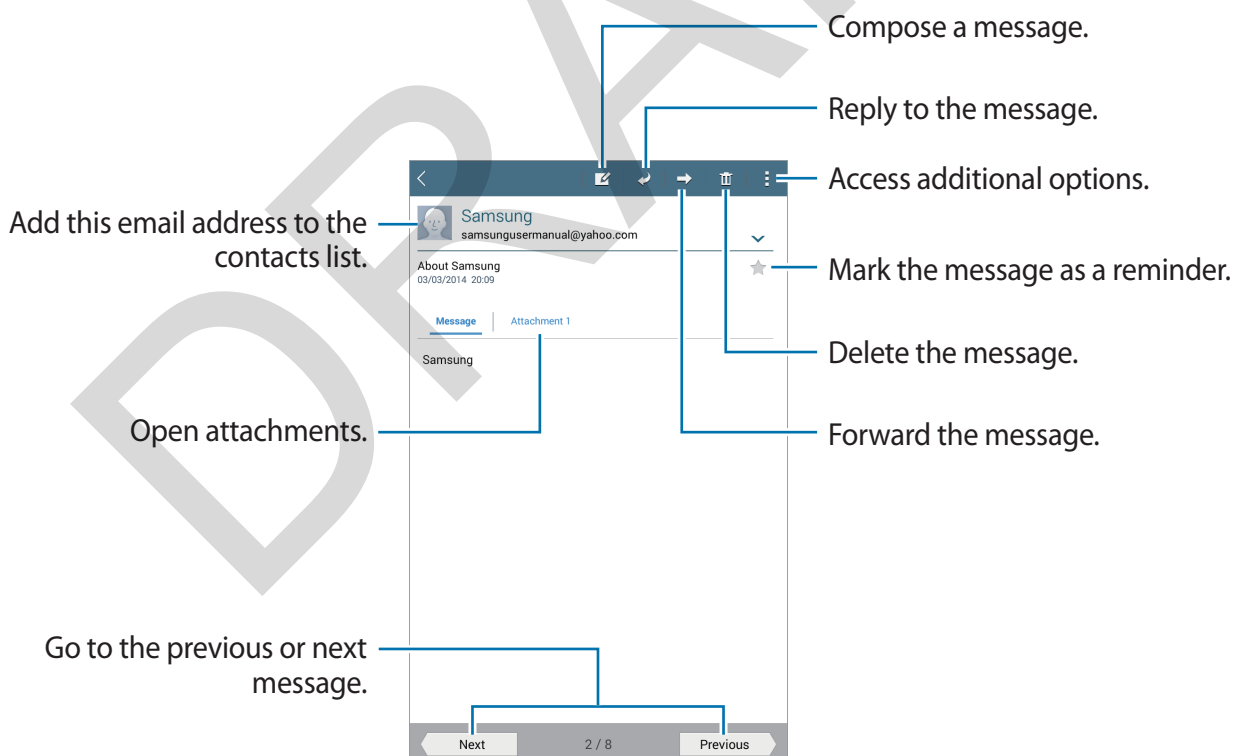 Compose a message.
Reply to the message.
Access additional options.
Add this email address to the
contacts list.
Samsung
samsungusermanual@yahoo.com
Mark the message as a reminder.
About Samsung
03/03/2014 20:09
Message
Attachment 1
Delete the message.
Samsung
Open attachments.
Forward the message.
Go to the previous or next
message.
Next
2 / 8
Previous
DRA